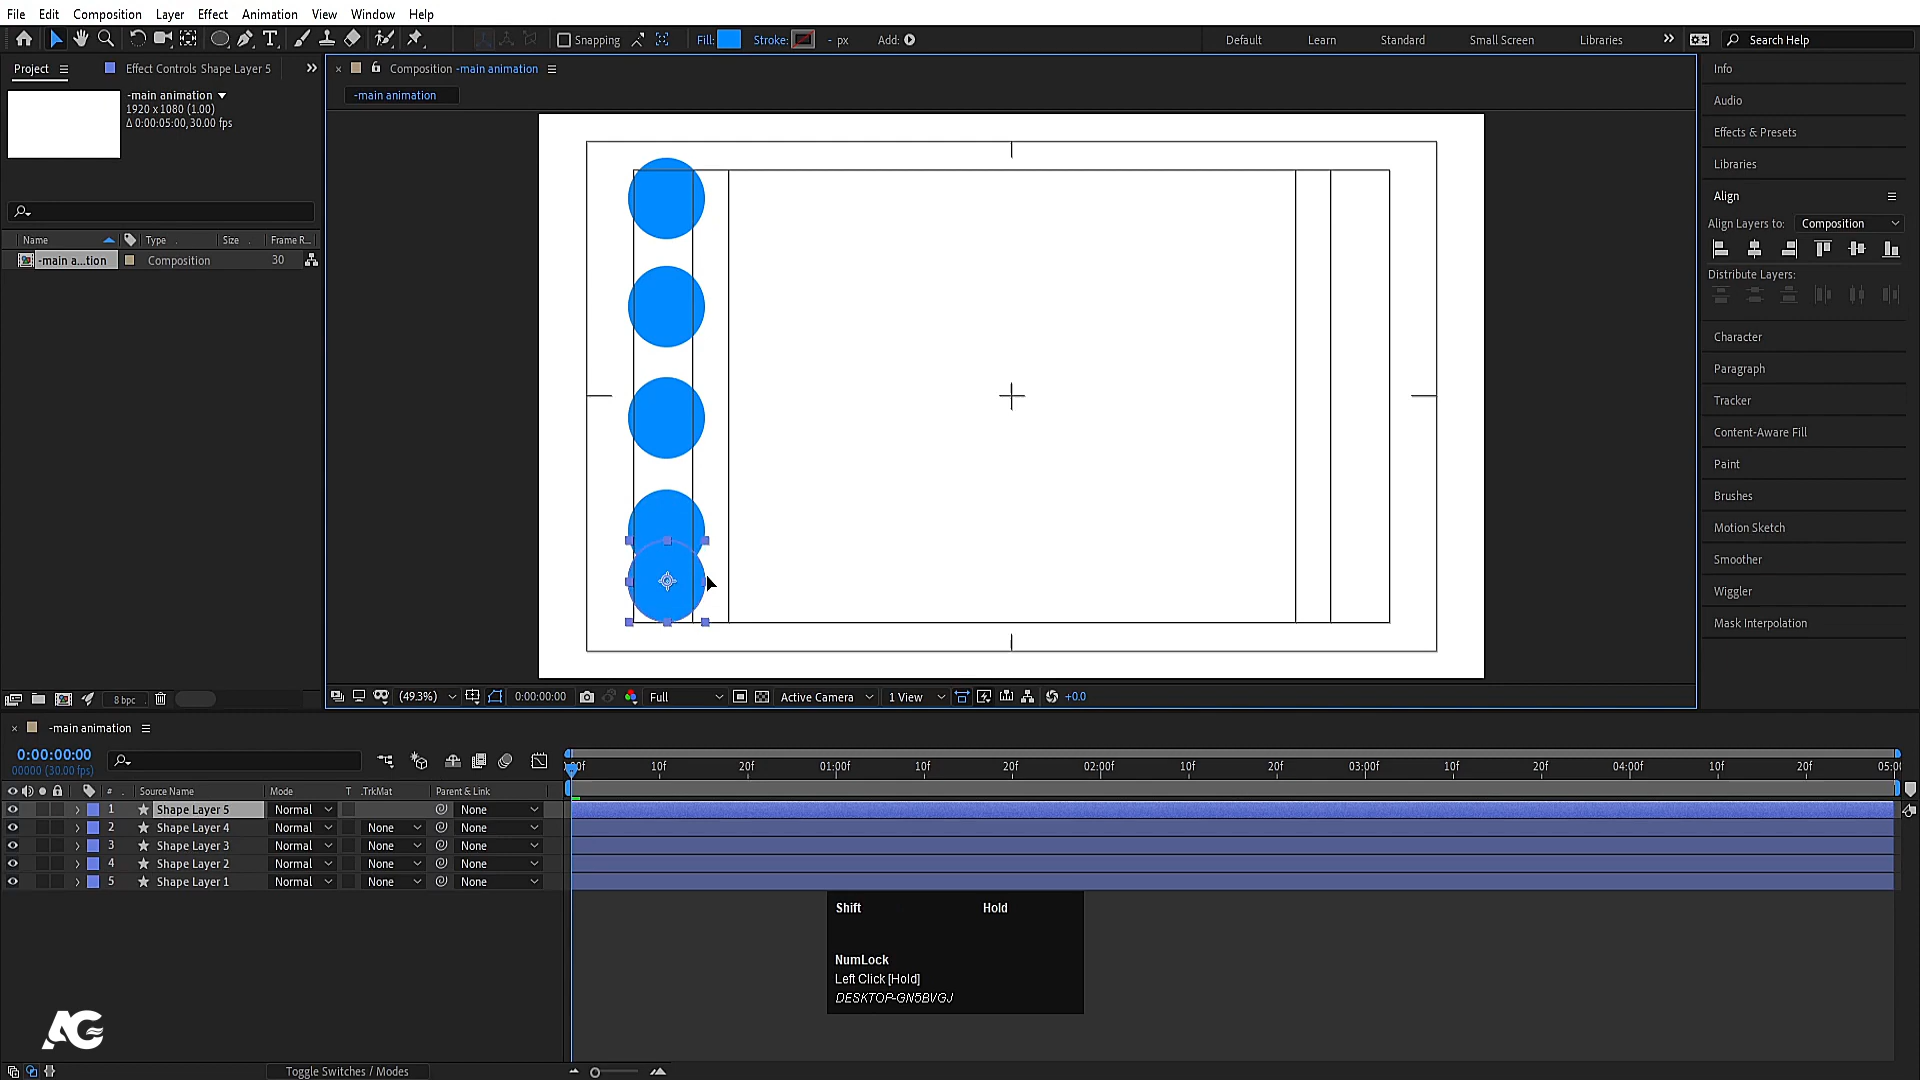 File Edit Composition Layer Effect Animation View Window Help
Snapping Fill: Stroke: - px Add: Default Learn Standard Small Screen Libraries Search Help
Project Effect Controls Shape Layer 5
-main animation
1920 x 1080 (1.00)
Δ 0:00:05:00, 30.00 fps
Name Type Size Frame R...
-main a...tion Composition 30
8 bpc
Composition -main animation
-main animation
(49.3%) 0:00:00:00 Full Active Camera 1 View +0.0
Info
Audio
Effects & Presets
Libraries
Align
Align Layers to: Composition
Distribute Layers:
Character
Paragraph
Tracker
Content-Aware Fill
Paint
Brushes
Motion Sketch
Smoother
Wiggler
Mask Interpolation
-main animation
0:00:00:00
00000 (30.00 fps)
10f 20f 01:00f 10f 20f 02:00f 10f 20f 03:00f 10f 20f 04:00f 10f 20f 05:00
# Source Name Mode T .TrkMat Parent & Link
1 Shape Layer 5 Normal None
2 Shape Layer 4 Normal None None
3 Shape Layer 3 Normal None None
4 Shape Layer 2 Normal None None
5 Shape Layer 1 Normal None None
Shift Hold
NumLock
Left Click [Hold]
DESKTOP-GN5BVGJ
AG
Toggle Switches / Modes